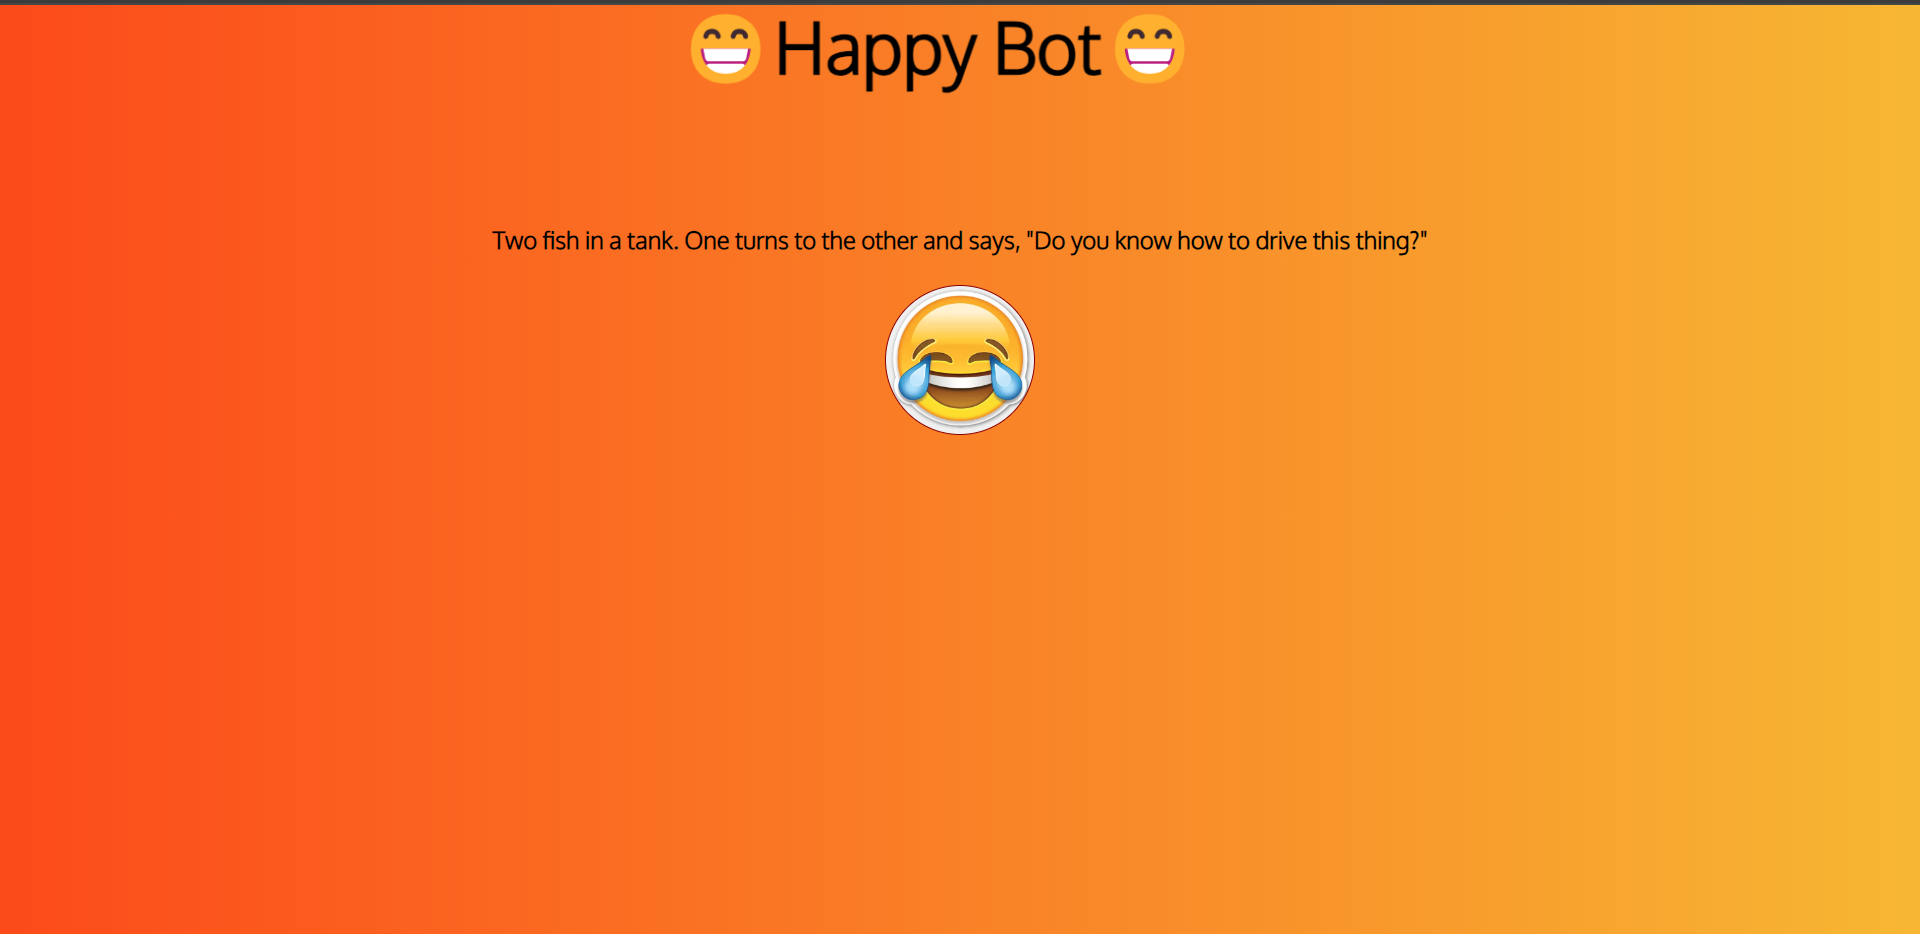 😁 Happy Bot 😁
Two fish in a tank. One turns to the other and says, "Do you know how to drive this thing?"